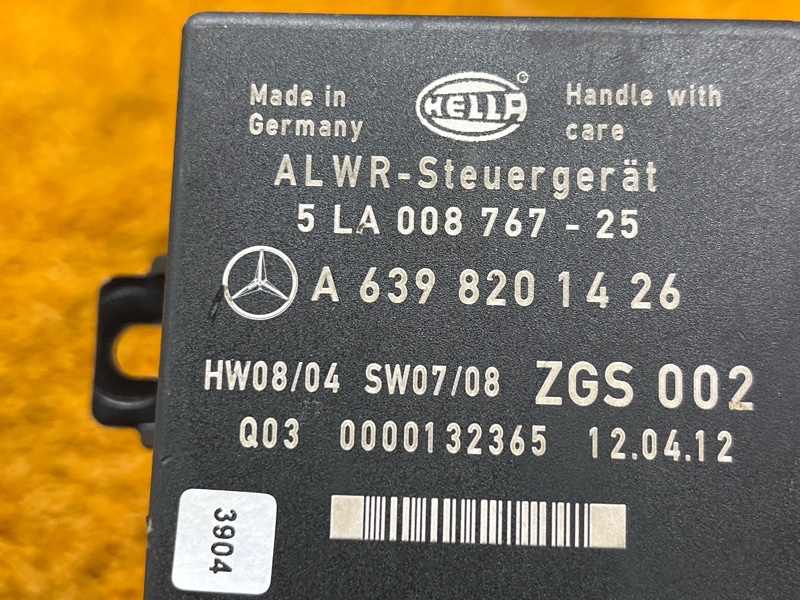 Made in Germany
HELLA ®
Handle with care
ALWR-Steuergerät
5 LA 008 767 - 25
A 639 820 14 26
HW08/04 SW07/08 ZGS 002
Q03 0000132365 12.04.12
3904